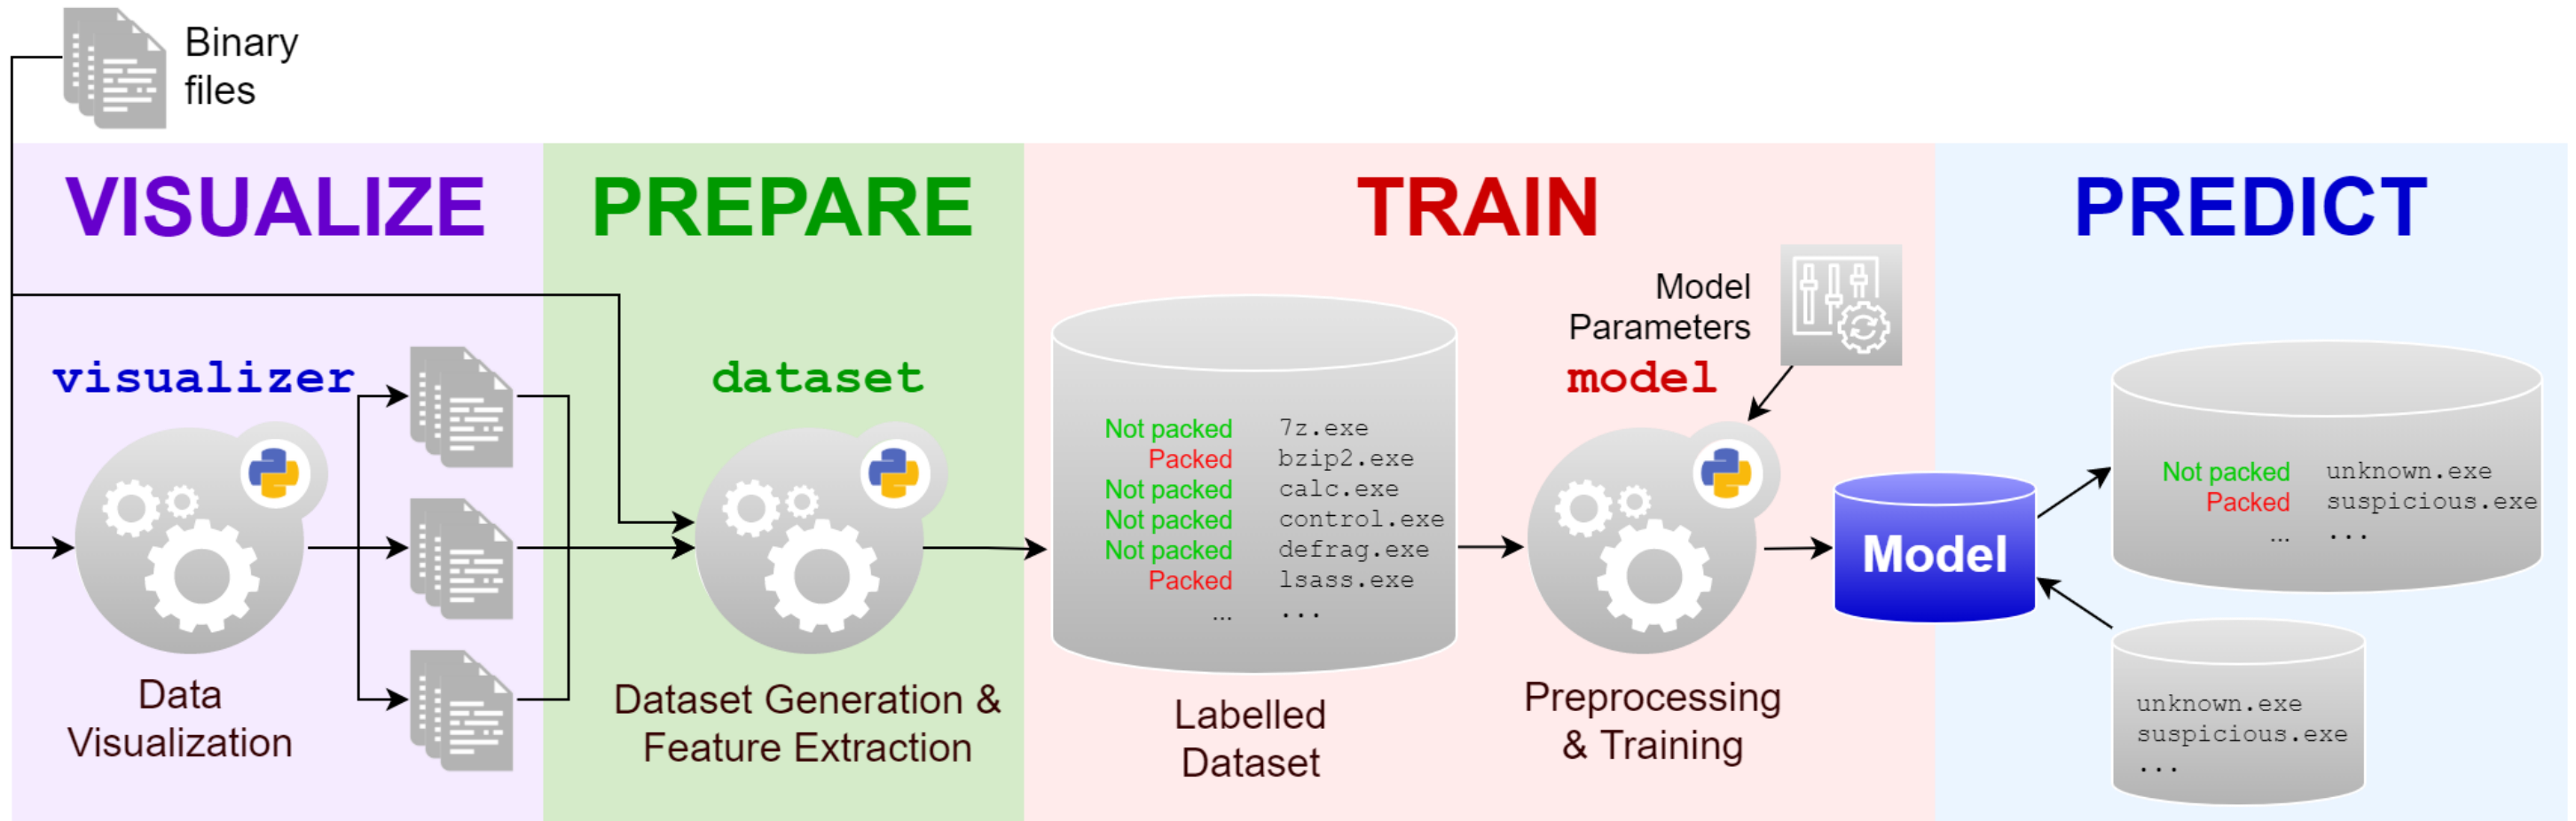 Binary
files
VISUALIZE
PREPARE
TRAIN
PREDICT
visualizer
Data
Visualization
dataset
Dataset Generation &
Feature Extraction
Not packed 7z.exe
Packed bzip2.exe
Not packed calc.exe
Not packed control.exe
Not packed defrag.exe
Packed lsass.exe
... ...
Labelled
Dataset
Model
Parameters
model
Preprocessing
& Training
Model
Not packed unknown.exe
Packed suspicious.exe
... ...
unknown.exe
suspicious.exe
...